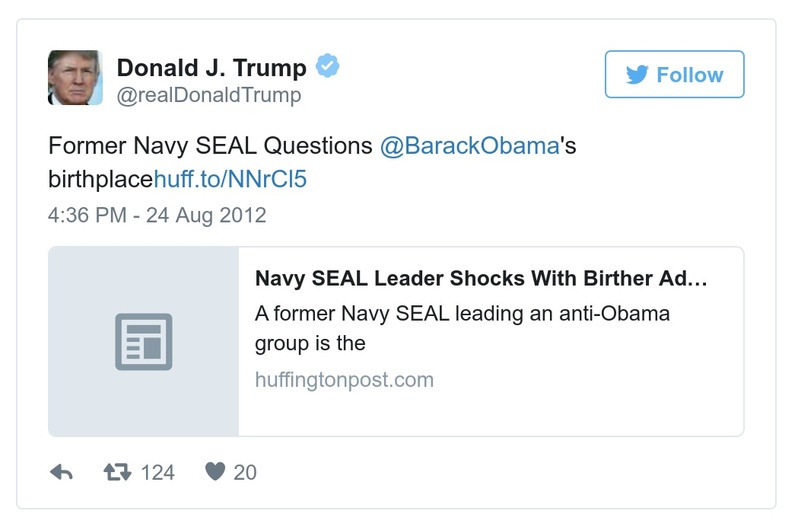 Donald J. Trump
@realDonaldTrump
Follow
Former Navy SEAL Questions @BarackObama's
birthplacehuff.to/NNrCl5
4:36 PM - 24 Aug 2012
Navy SEAL Leader Shocks With Birther Ad…
A former Navy SEAL leading an anti-Obama
group is the
huffingtonpost.com
124
20